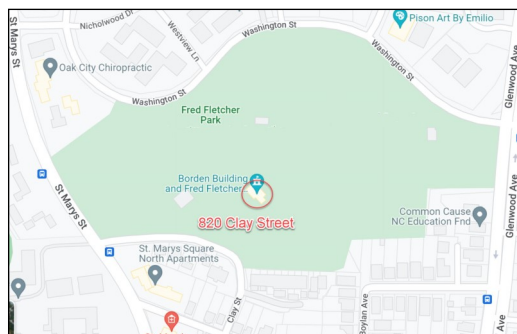 Nicholwood Dr
Westview Ln
Washington St
Pison Art By Emilio
St Marys St
Oak City Chiropractic
Washington St
Glenwood Ave
Washington St
Fred Fletcher
Park
Borden Building
and Fred Fletcher...
820 Clay Street
St Marys St
Common Cause
NC Education Fnd
Glenwood Ave
St. Marys Square
North Apartments
Clay St
Boylan Ave
Ave